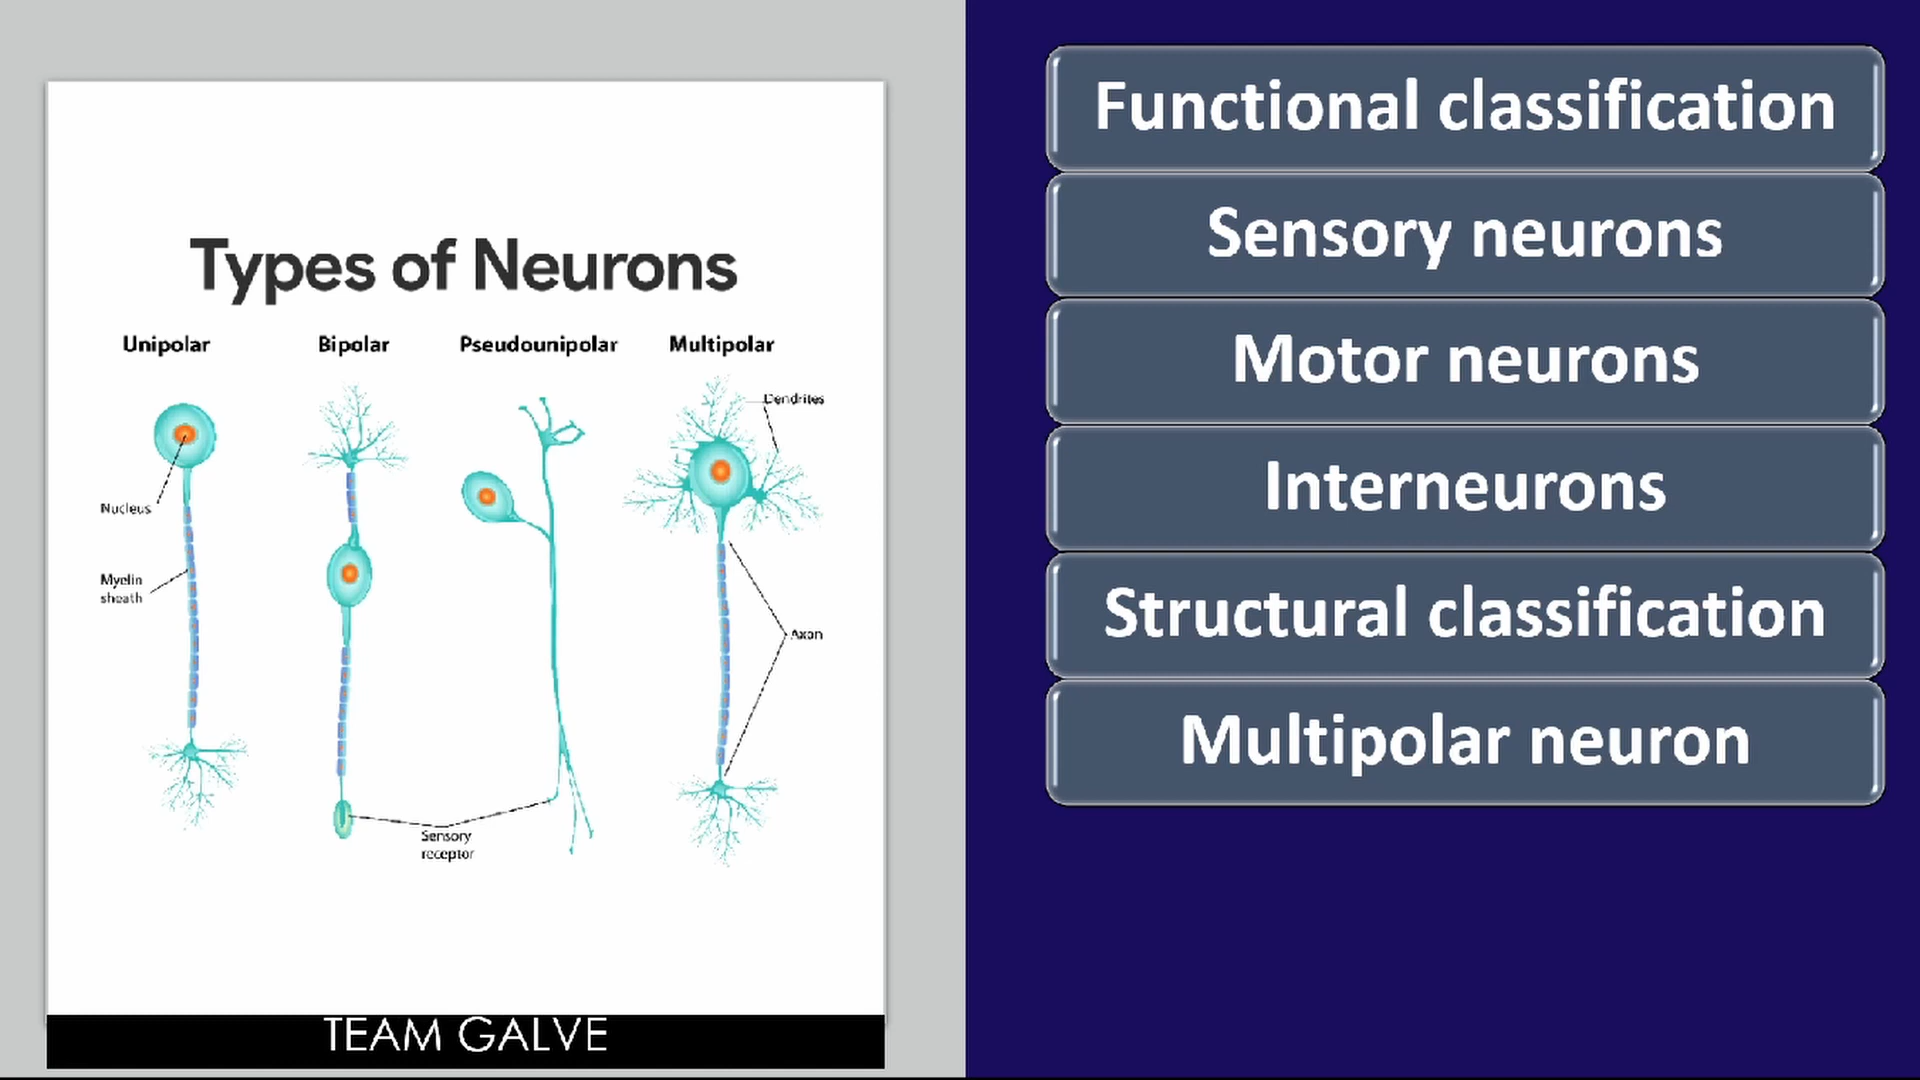 Types of Neurons
Unipolar
Bipolar
Pseudounipolar
Multipolar
Dendrites
Nucleus
Myelin
sheath
Axon
Sensory
receptor
TEAM GALVE
Functional classification
Sensory neurons
Motor neurons
Interneurons
Structural classification
Multipolar neuron